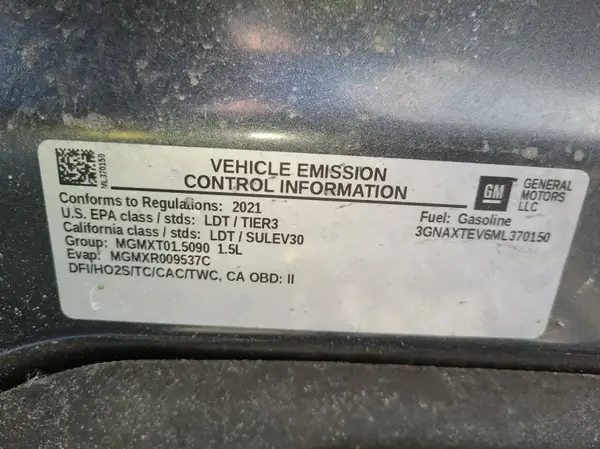 ML370150
VEHICLE EMISSION
CONTROL INFORMATION
GM
GENERAL
MOTORS
LLC
Conforms to Regulations: 2021
U.S. EPA class / stds: LDT / TIER3
California class / stds: LDT / SULEV30
Group: MGMXT01.5090 1.5L
Evap: MGMXR009537C
DFI/HO2S/TC/CAC/TWC, CA OBD: II
Fuel: Gasoline
3GNAXTEV6ML370150